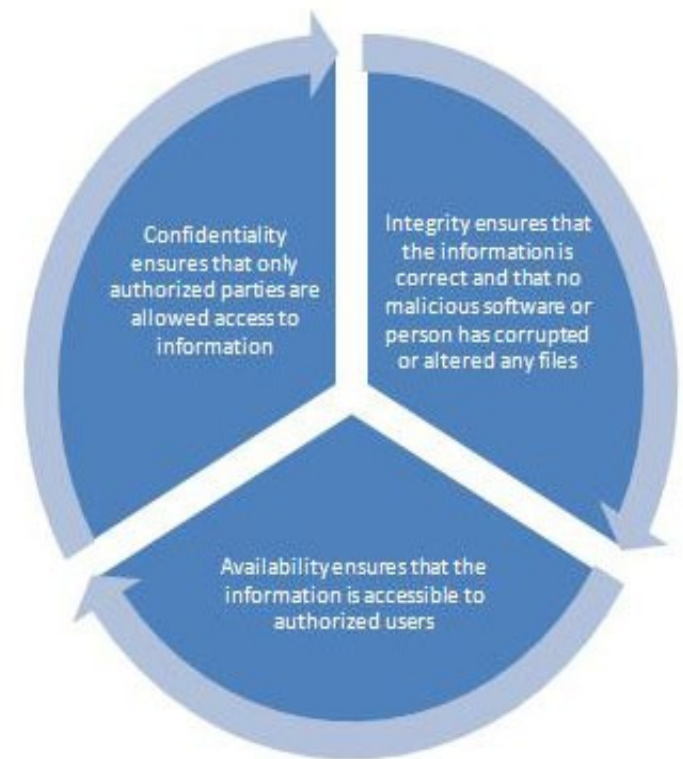 Confidentiality
ensures that only
authorized parties are
allowed access to
information
Integrity ensures that
the information is
correct and that no
malicious software or
person has corrupted
or altered any files
Availability ensures that the
information is accessible to
authorized users